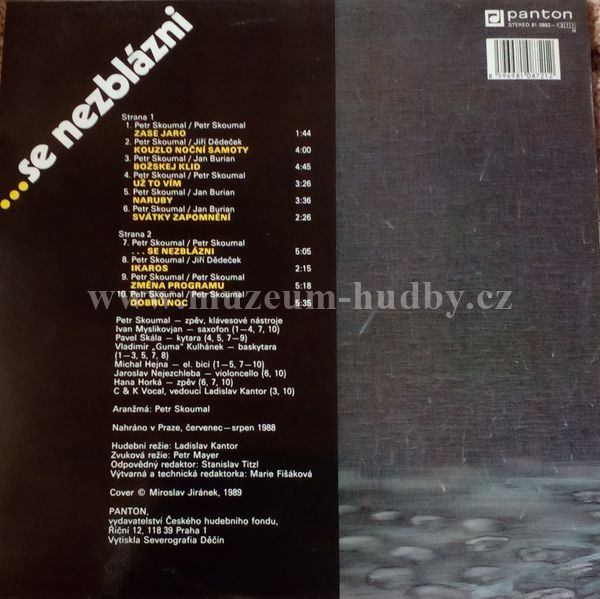 ...se nezblázni
panton
STEREO 81 0892-1311
8 596981 087212
Strana 1
1. Petr Skoumal / Petr Skoumal
ZASE JARO 1:44
2. Petr Skoumal / Jiří Dědeček
KOUZLO NOČNÍ SAMOTY 4:00
3. Petr Skoumal / Jan Burian
BOŽSKEJ KLID 4:45
4. Petr Skoumal / Petr Skoumal
UŽ TO VÍM 3:26
5. Petr Skoumal / Jan Burian
NARUBY 3:36
6. Petr Skoumal / Jan Burian
SVÁTKY ZAPOMNĚNÍ 2:26
Strana 2
7. Petr Skoumal / Petr Skoumal
. . . SE NEZBLÁZNI 5:05
8. Petr Skoumal / Jiří Dědeček
IKAROS 2:15
9. Petr Skoumal / Petr Skoumal
ZMĚNA PROGRAMU 5:18
10. Petr Skoumal / Petr Skoumal
DOBRU NOC 5:35
www.muzeum-hudby.cz
Petr Skoumal — zpěv, klávesové nástroje
Ivan Myslikovjan — saxofon (1—4, 7, 10)
Pavel Skála — kytara (4, 5, 7—9)
Vladimír „Guma" Kulhánek — baskytara
(1—3, 5, 7, 8)
Michal Hejna — el. bicí (1—5, 7—10)
Jaroslav Nejezchleba — violoncello (6, 10)
Hana Horká — zpěv (6, 7, 10)
C & K Vocal, vedoucí Ladislav Kantor (3, 10)
Aranžmá: Petr Skoumal
Nahráno v Praze, červenec—srpen 1988
Hudební režie: Ladislav Kantor
Zvuková režie: Petr Mayer
Odpovědný redaktor: Stanislav Titzl
Výtvarná a technická redaktorka: Marie Fišáková
Cover © Miroslav Jiránek, 1989
PANTON,
vydavatelství Českého hudebního fondu,
Říční 12, 118 39 Praha 1
Vytiskla Severografia Děčín